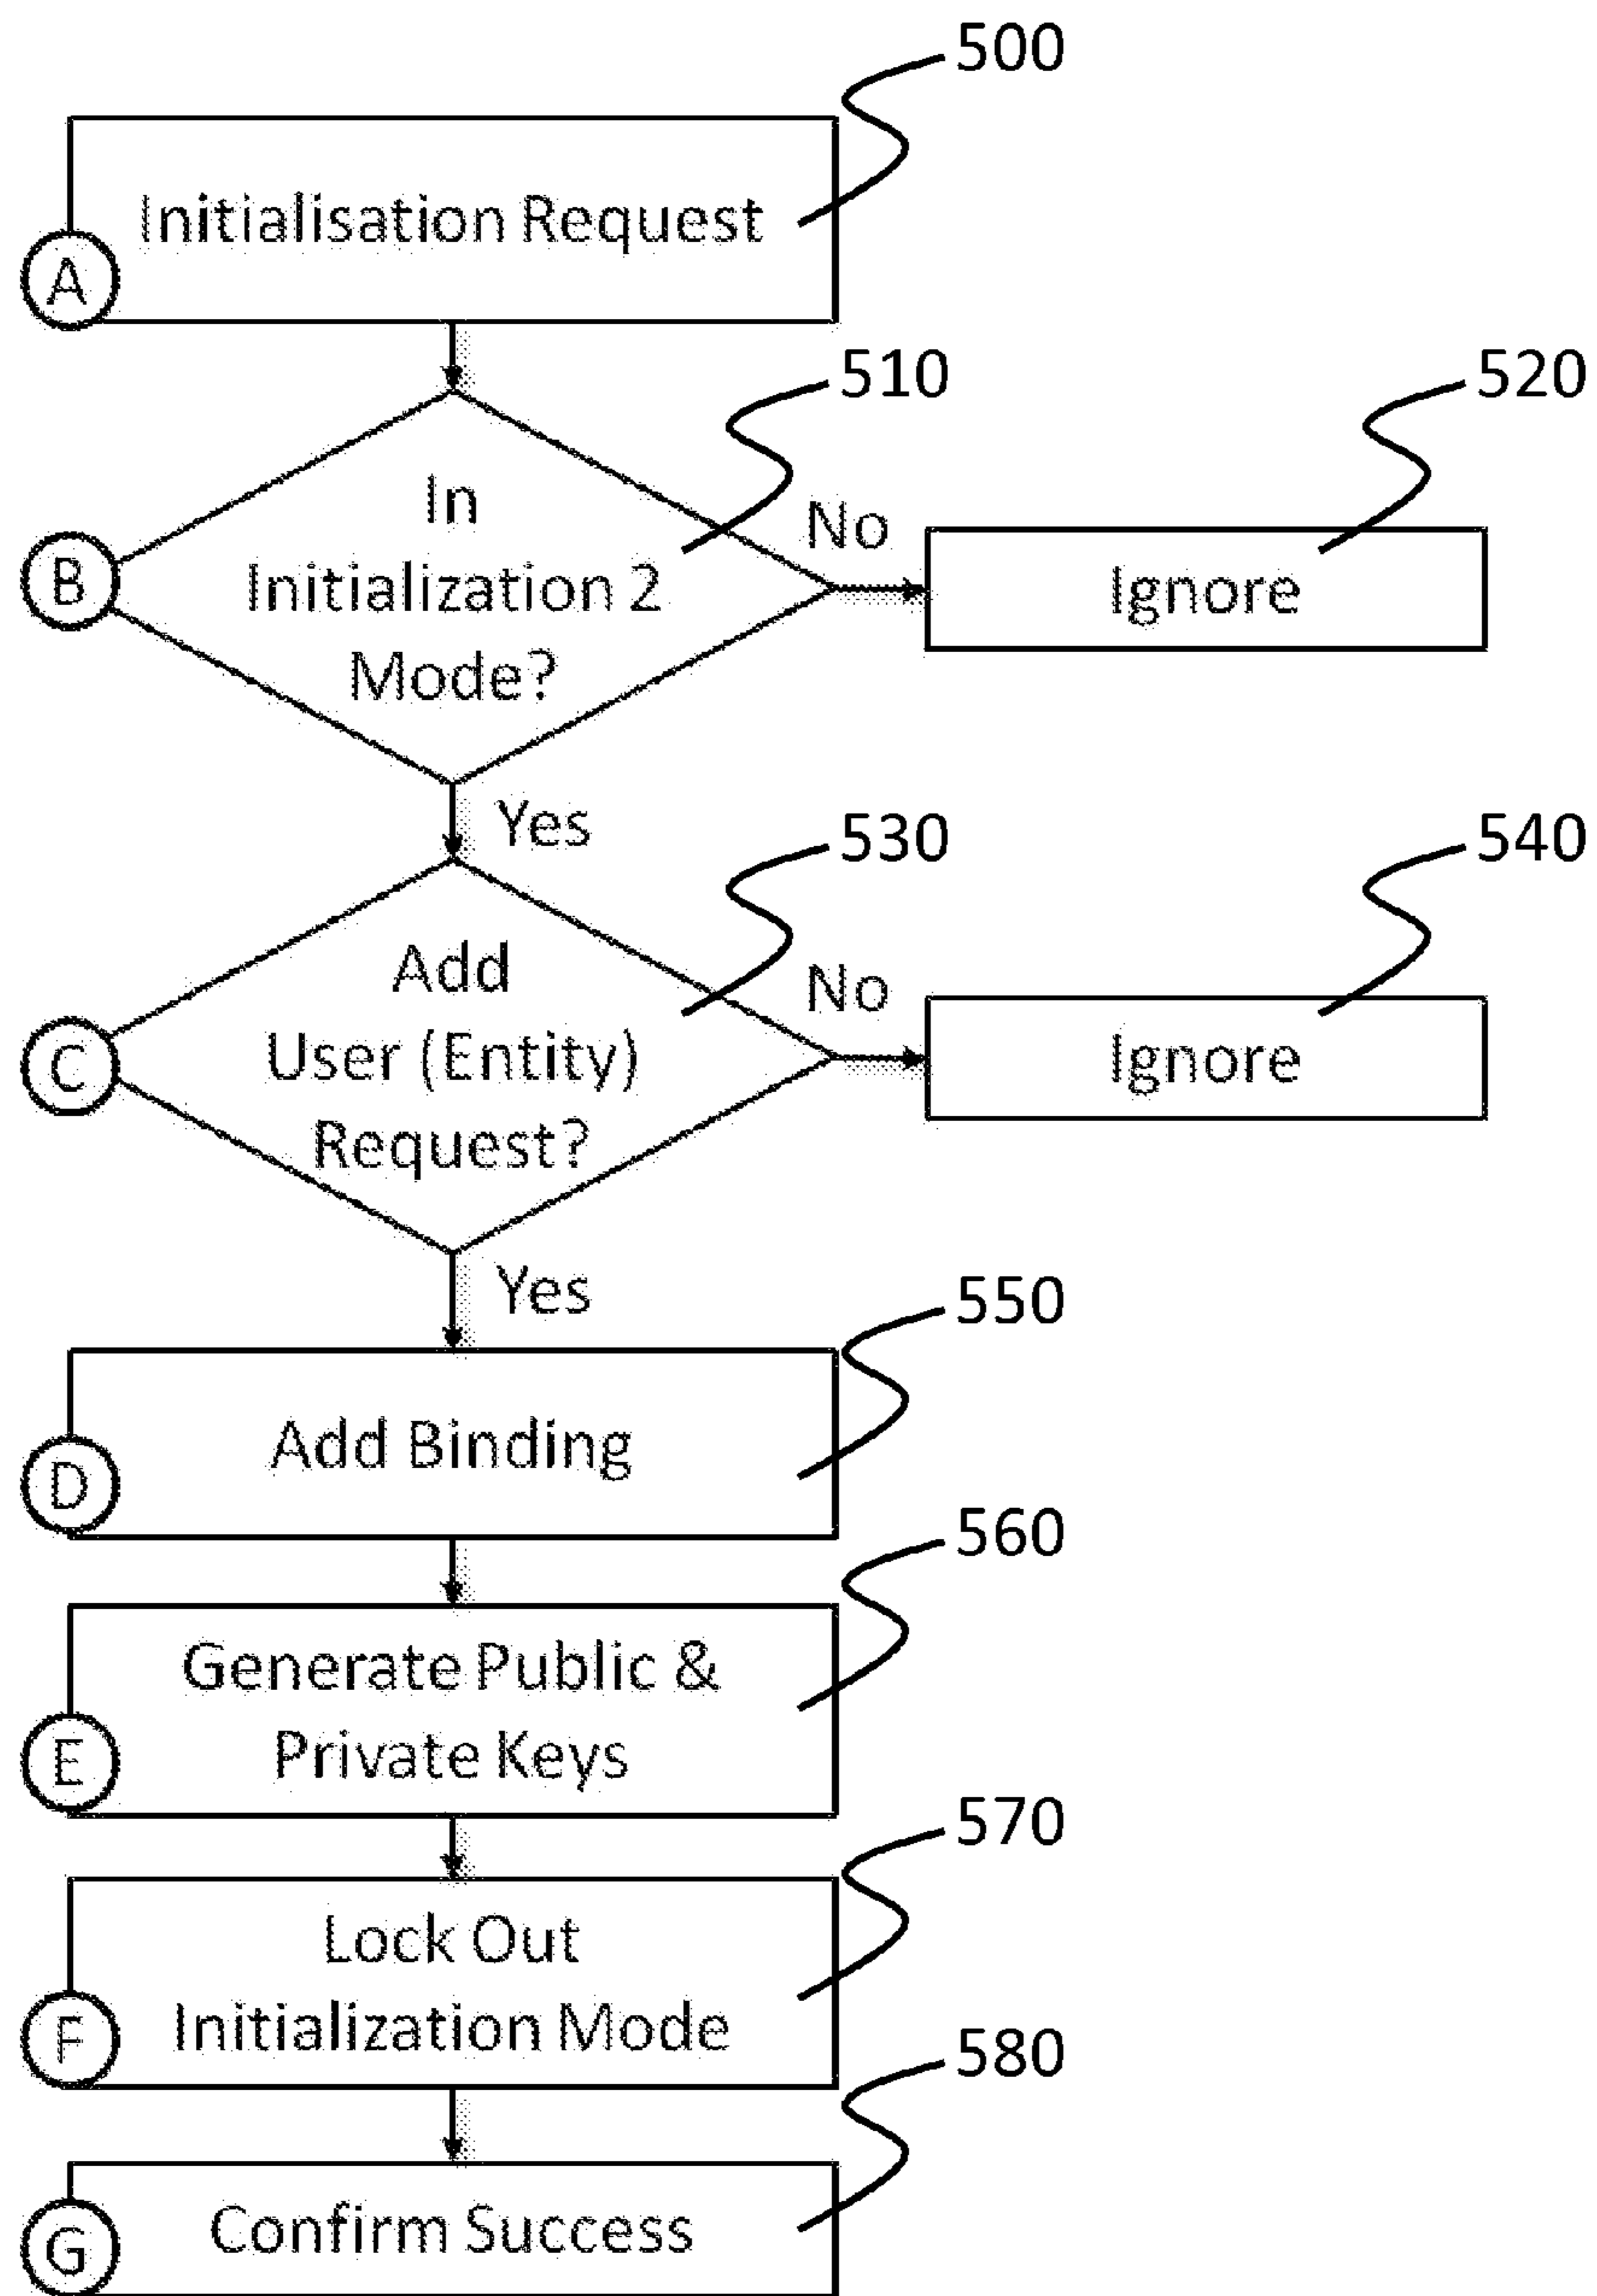 500
Initialisation Request
A
510
520
In
No
Initialization 2
Ignore
B
Mode?
Yes
530
540
Add
No
User (Entity)
Ignore
C
Request?
Yes
550
Add Binding
D
560
Generate Public &
Private Keys
E
570
Lock Out
Initialization Mode
F
580
Confirm Success
G